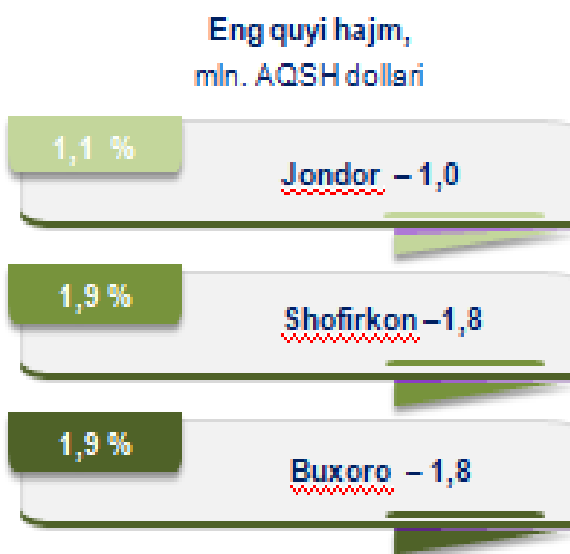 Eng quyi hajm,
mln. AQSH dollari
1,1 %
Jondor – 1,0
1,9 %
Shofirkon –1,8
1,9 %
Buxoro – 1,8